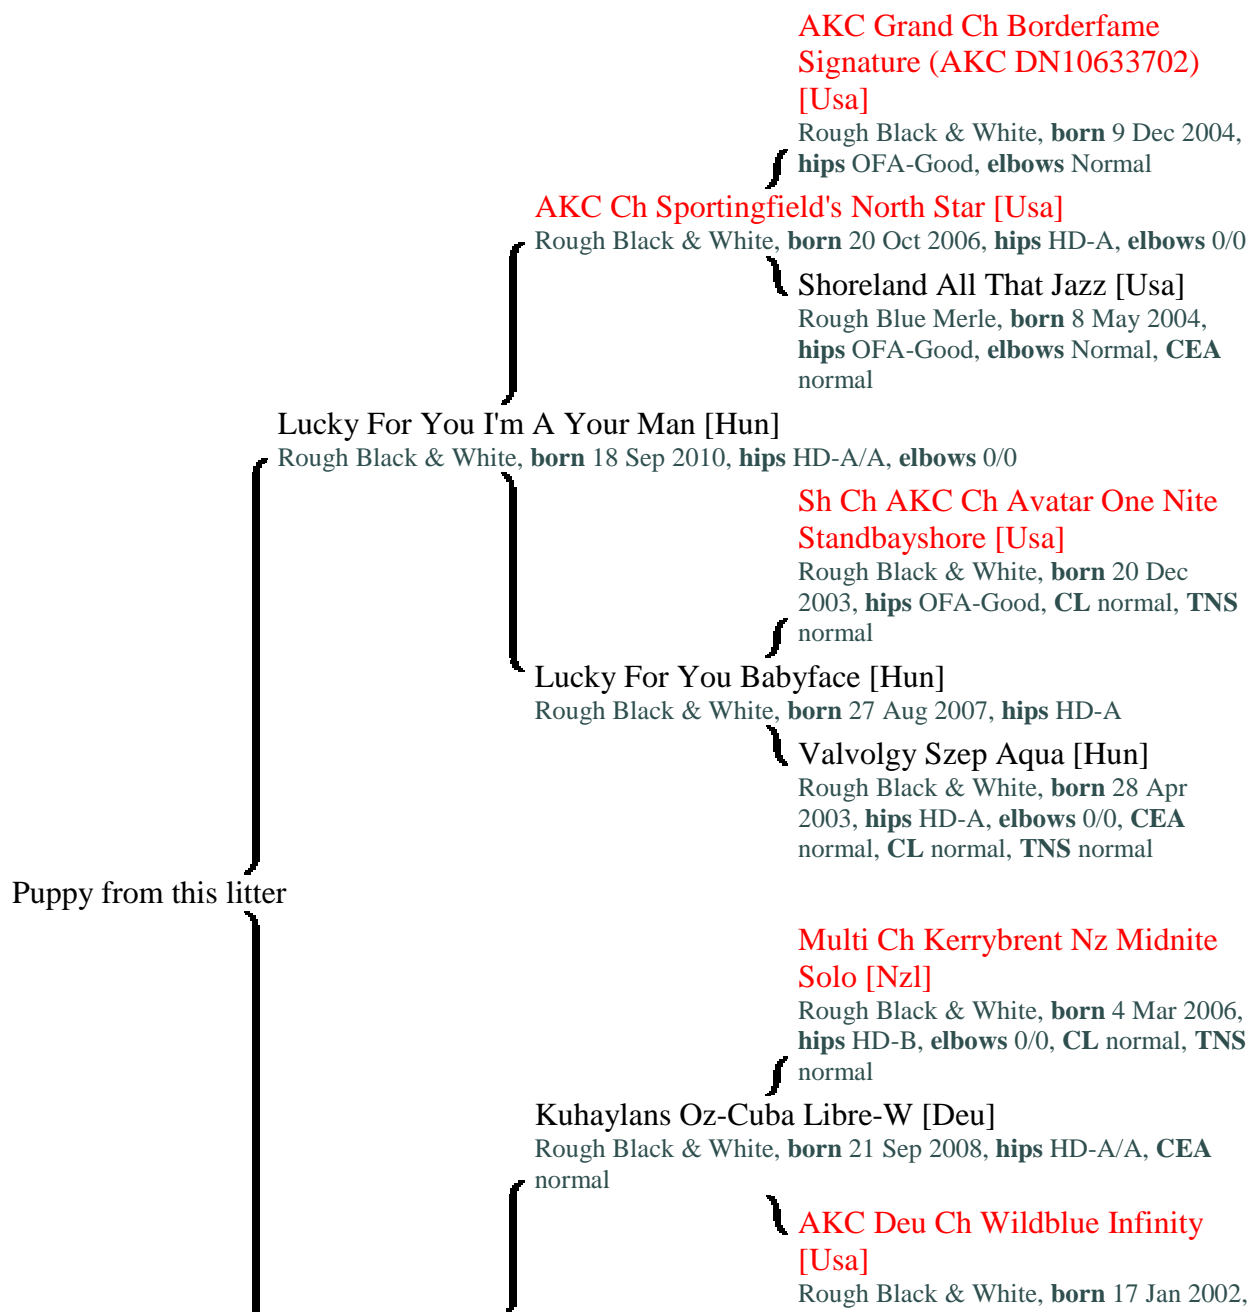 AKC Grand Ch Borderfame
Signature (AKC DN10633702)
[Usa]
Rough Black & White, born 9 Dec 2004,
hips OFA-Good, elbows Normal
AKC Ch Sportingfield's North Star [Usa]
Rough Black & White, born 20 Oct 2006, hips HD-A, elbows 0/0
Shoreland All That Jazz [Usa]
Rough Blue Merle, born 8 May 2004,
hips OFA-Good, elbows Normal, CEA
normal
Lucky For You I'm A Your Man [Hun]
Rough Black & White, born 18 Sep 2010, hips HD-A/A, elbows 0/0
Sh Ch AKC Ch Avatar One Nite
Standbayshore [Usa]
Rough Black & White, born 20 Dec
2003, hips OFA-Good, CL normal, TNS
normal
Lucky For You Babyface [Hun]
Rough Black & White, born 27 Aug 2007, hips HD-A
Valvolgy Szep Aqua [Hun]
Rough Black & White, born 28 Apr
2003, hips HD-A, elbows 0/0, CEA
normal, CL normal, TNS normal
Puppy from this litter
Multi Ch Kerrybrent Nz Midnite
Solo [Nzl]
Rough Black & White, born 4 Mar 2006,
hips HD-B, elbows 0/0, CL normal, TNS
normal
Kuhaylans Oz-Cuba Libre-W [Deu]
Rough Black & White, born 21 Sep 2008, hips HD-A/A, CEA
normal
AKC Deu Ch Wildblue Infinity
[Usa]
Rough Black & White, born 17 Jan 2002,